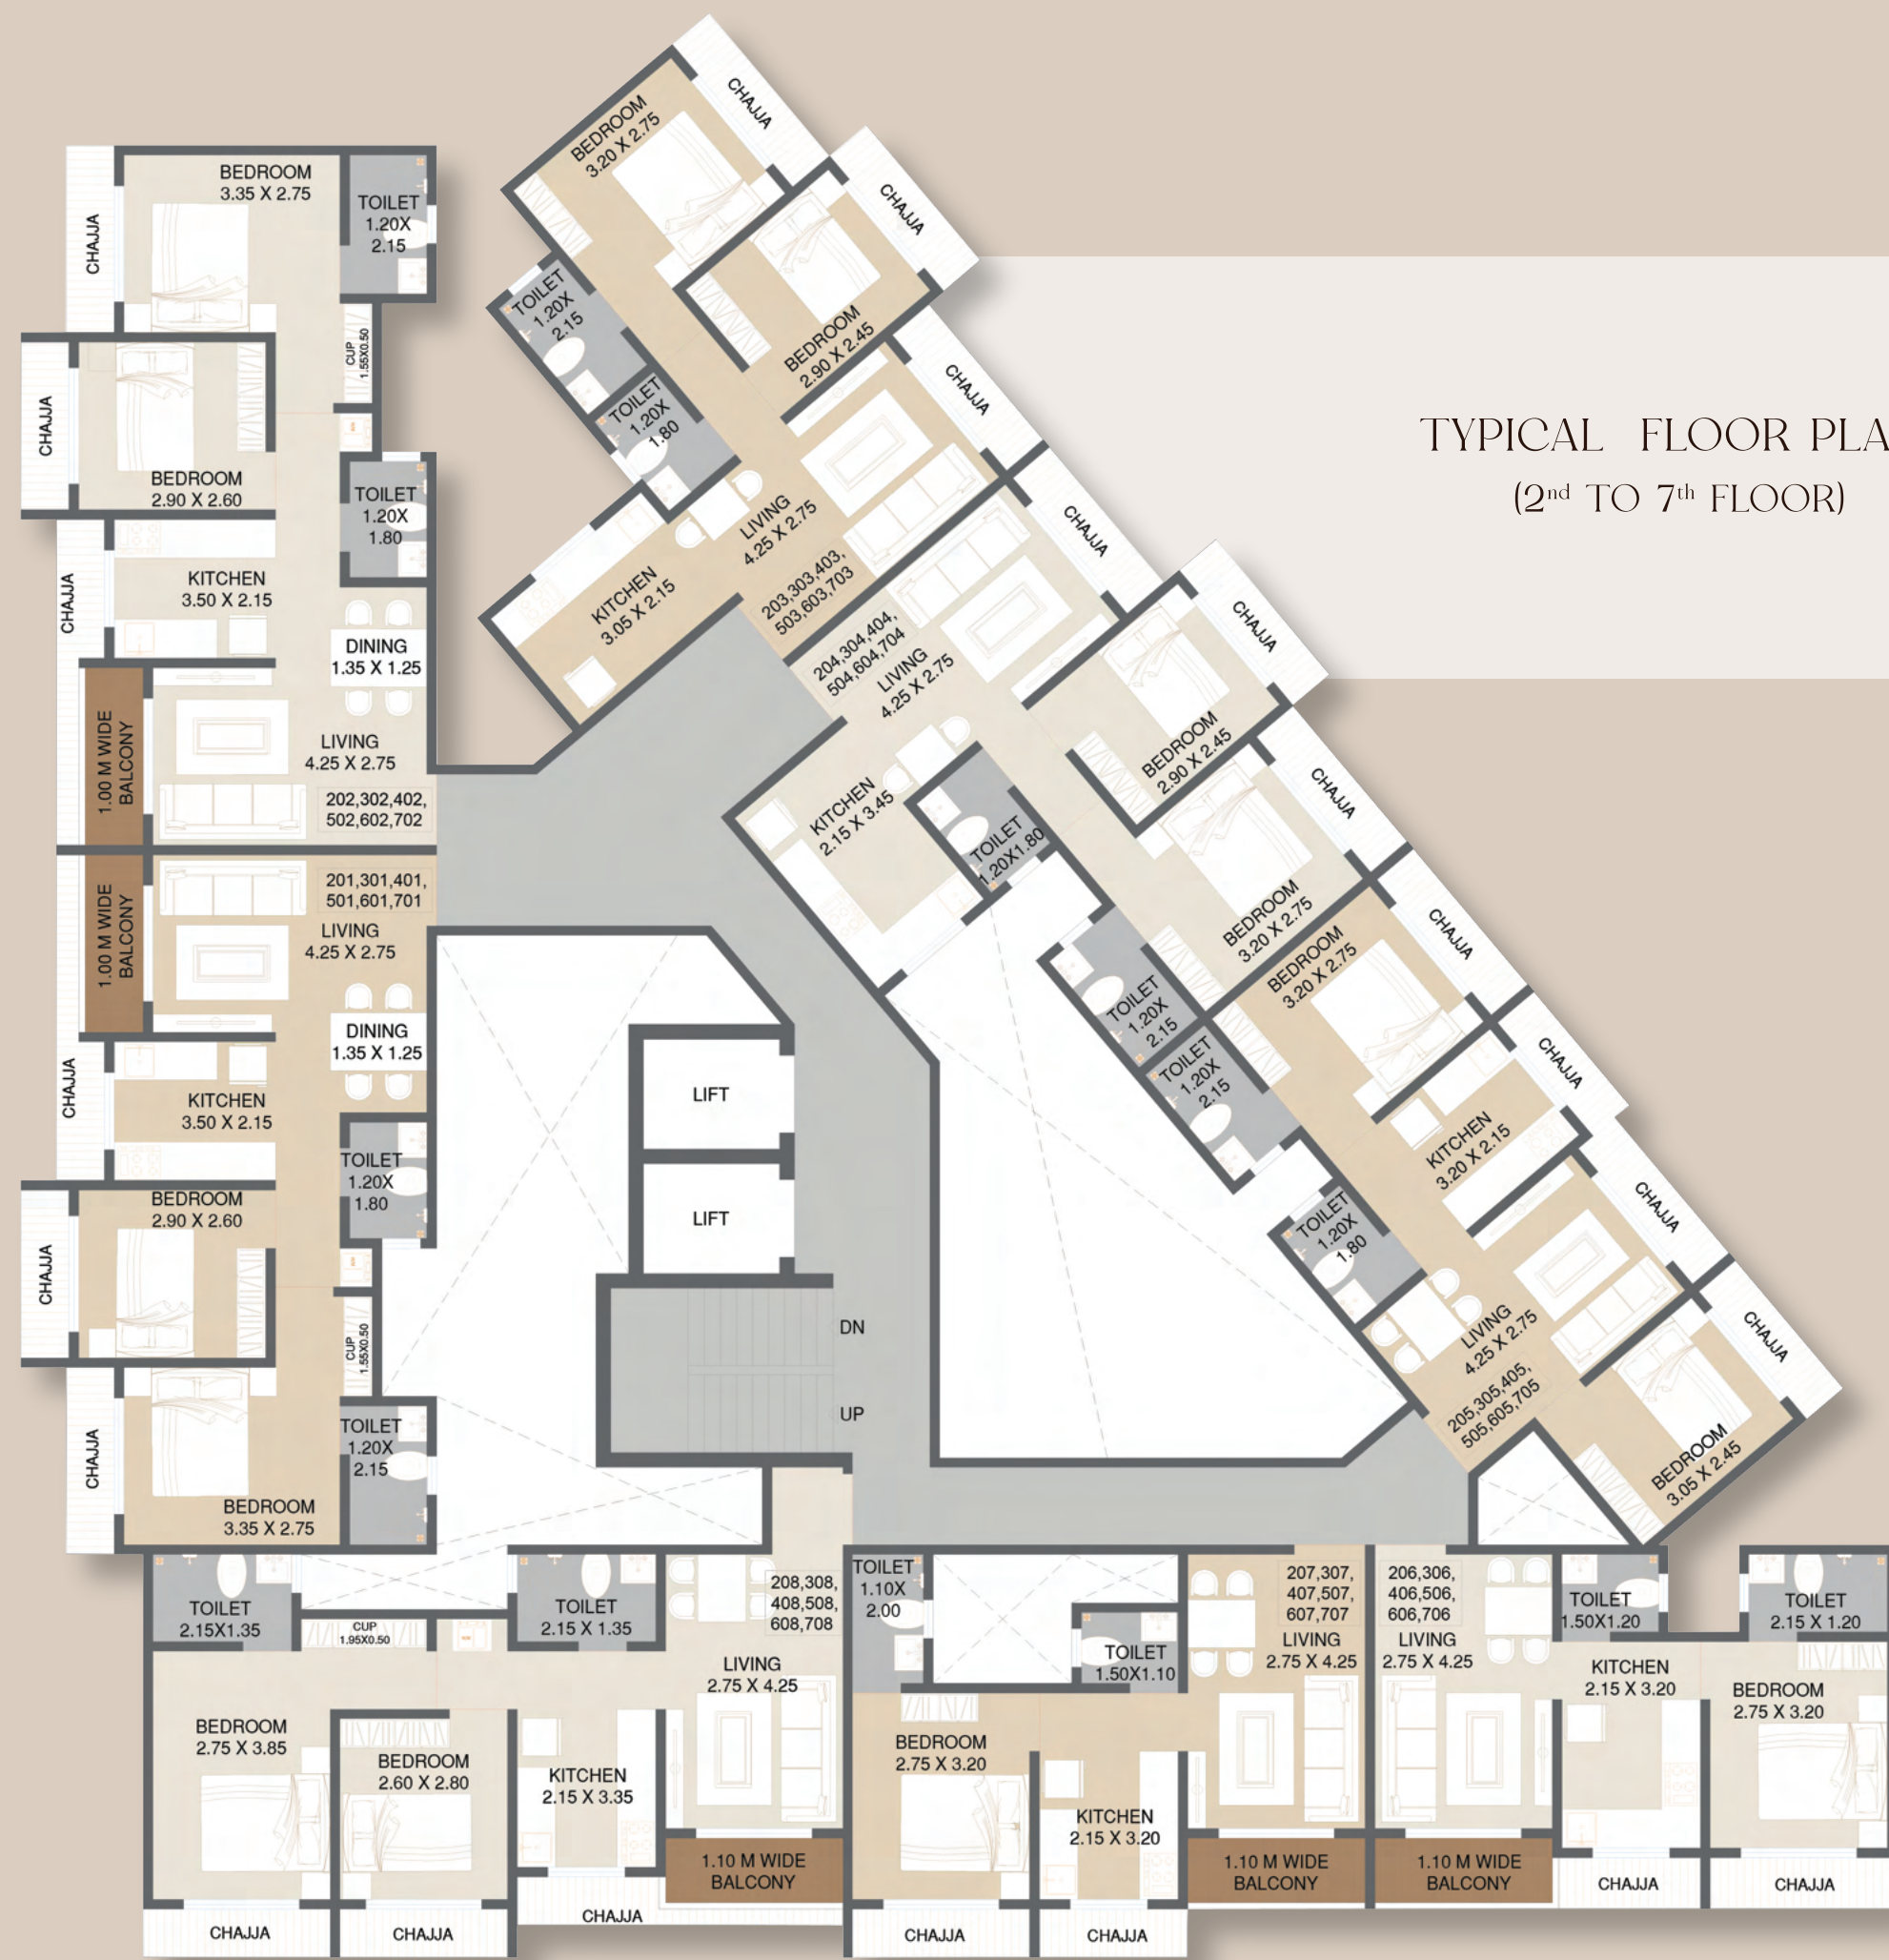 TYPICAL FLOOR PLA
(2nd TO 7th FLOOR)
CHAJJA
BEDROOM
3.35 X 2.75
TOILET
1.20X
2.15
CUP
1.55X0.50
CHAJJA
BEDROOM
2.90 X 2.60
TOILET
1.20X
1.80
CHAJJA
KITCHEN
3.50 X 2.15
DINING
1.35 X 1.25
1.00 M WIDE
BALCONY
LIVING
4.25 X 2.75
202,302,402,
502,602,702
1.00 M WIDE
BALCONY
201,301,401,
501,601,701
LIVING
4.25 X 2.75
DINING
1.35 X 1.25
CHAJJA
KITCHEN
3.50 X 2.15
TOILET
1.20X
1.80
CHAJJA
BEDROOM
2.90 X 2.60
CUP
1.55X0.50
CHAJJA
BEDROOM
3.35 X 2.75
TOILET
1.20X
2.15
CHAJJA
BEDROOM
3.20 X 2.75
CHAJJA
BEDROOM
2.90 X 2.45
TOILET
1.20X
2.15
TOILET
1.20X
1.80
CHAJJA
LIVING
4.25 X 2.75
KITCHEN
3.05 X 2.15
203,303,403,
503,603,703
CHAJJA
204,304,404,
504,604,704
LIVING
4.25 X 2.75
KITCHEN
2.15 X 3.45
TOILET
1.20X1.80
CHAJJA
BEDROOM
2.90 X 2.45
CHAJJA
BEDROOM
3.20 X 2.75
TOILET
1.20X
2.15
CHAJJA
BEDROOM
3.20 X 2.75
TOILET
1.20X
2.15
CHAJJA
KITCHEN
3.20 X 2.15
TOILET
1.20X
1.80
CHAJJA
LIVING
4.25 X 2.75
205,305,405,
505,605,705
CHAJJA
BEDROOM
3.05 X 2.45
LIFT
LIFT
DN
UP
TOILET
2.15X1.35
CUP
1.95X0.50
TOILET
2.15 X 1.35
208,308,
408,508,
608,708
LIVING
2.75 X 4.25
BEDROOM
2.75 X 3.85
BEDROOM
2.60 X 2.80
KITCHEN
2.15 X 3.35
1.10 M WIDE
BALCONY
CHAJJA
CHAJJA
CHAJJA
TOILET
1.10X
2.00
TOILET
1.50X1.10
207,307,
407,507,
607,707
LIVING
2.75 X 4.25
BEDROOM
2.75 X 3.20
KITCHEN
2.15 X 3.20
1.10 M WIDE
BALCONY
CHAJJA
CHAJJA
206,306,
406,506,
606,706
LIVING
2.75 X 4.25
TOILET
1.50X1.20
TOILET
2.15 X 1.20
KITCHEN
2.15 X 3.20
BEDROOM
2.75 X 3.20
1.10 M WIDE
BALCONY
CHAJJA
CHAJJA